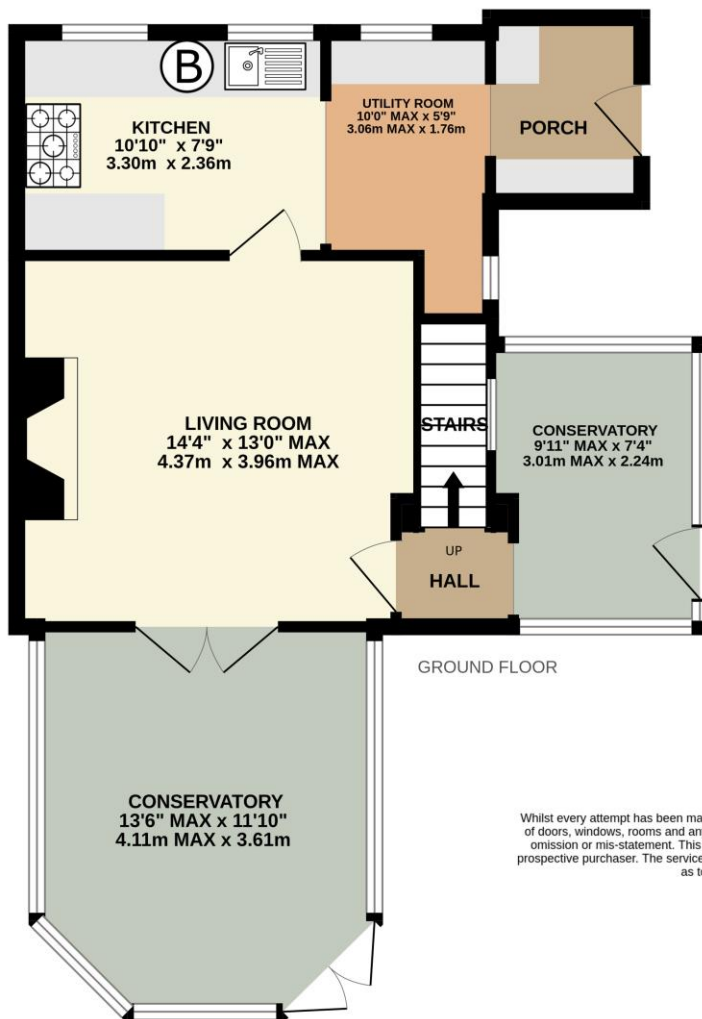 B
KITCHEN
10'10" x 7'9"
3.30m x 2.36m
UTILITY ROOM
10'0" MAX x 5'9"
3.06m MAX x 1.76m
PORCH
LIVING ROOM
14'4" x 13'0" MAX
4.37m x 3.96m MAX
STAIRS
CONSERVATORY
9'11" MAX x 7'4"
3.01m MAX x 2.24m
UP
HALL
GROUND FLOOR
CONSERVATORY
13'6" MAX x 11'10"
4.11m MAX x 3.61m
Whilst every attempt has been ma
of doors, windows, rooms and an
omission or mis-statement. This
prospective purchaser. The service
as to